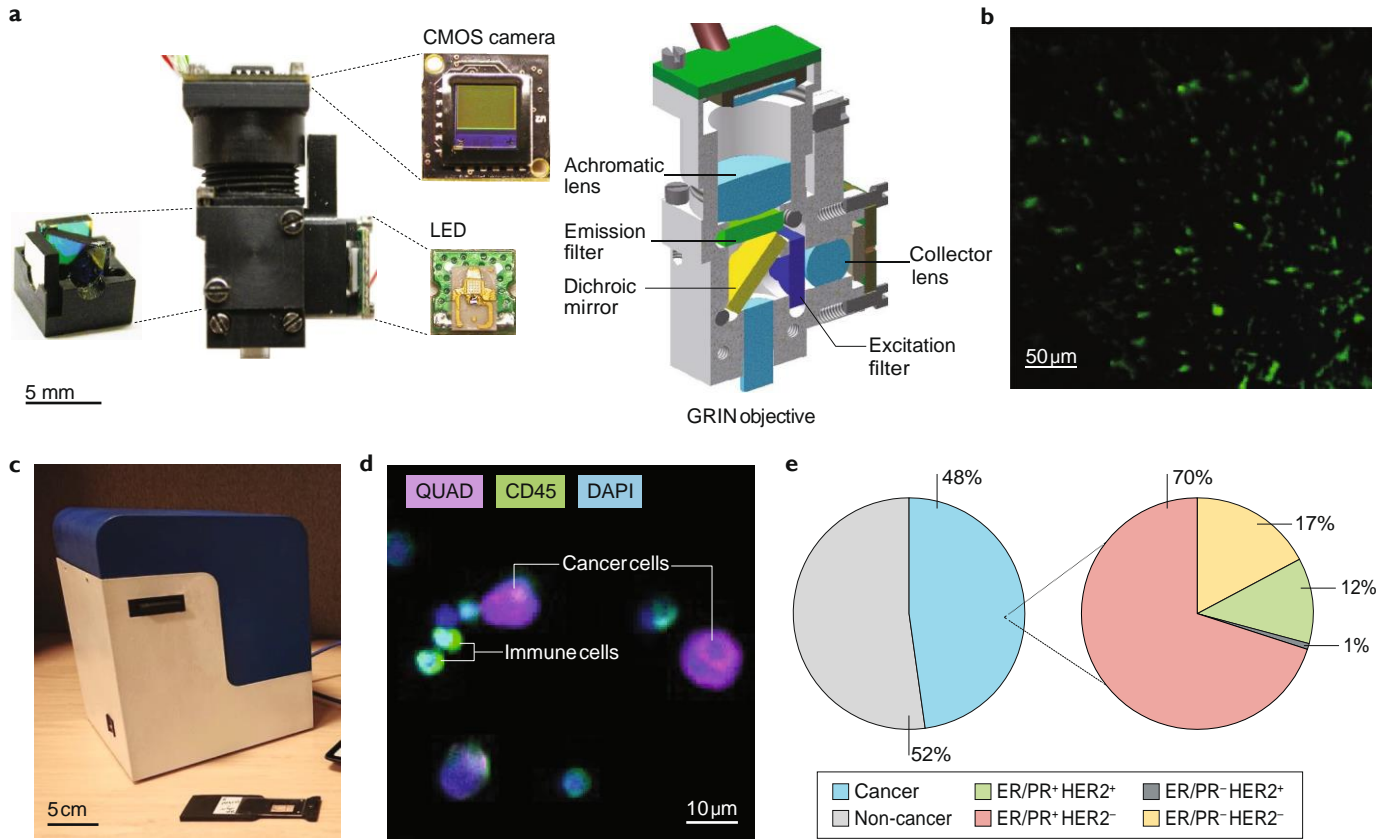 a
CMOS camera
LED
5 mm
Achromatic
lens
Emission
filter
Dichroic
mirror
Collector
lens
Excitation
filter
GRIN objective
b
50 μm
c
5 cm
d
QUAD
CD45
DAPI
Cancer cells
Immune cells
10 μm
e
48%
52%
70%
17%
12%
1%
Cancer
Non-cancer
ER/PR⁺ HER2⁺
ER/PR⁺ HER2⁻
ER/PR⁻ HER2⁺
ER/PR⁻ HER2⁻